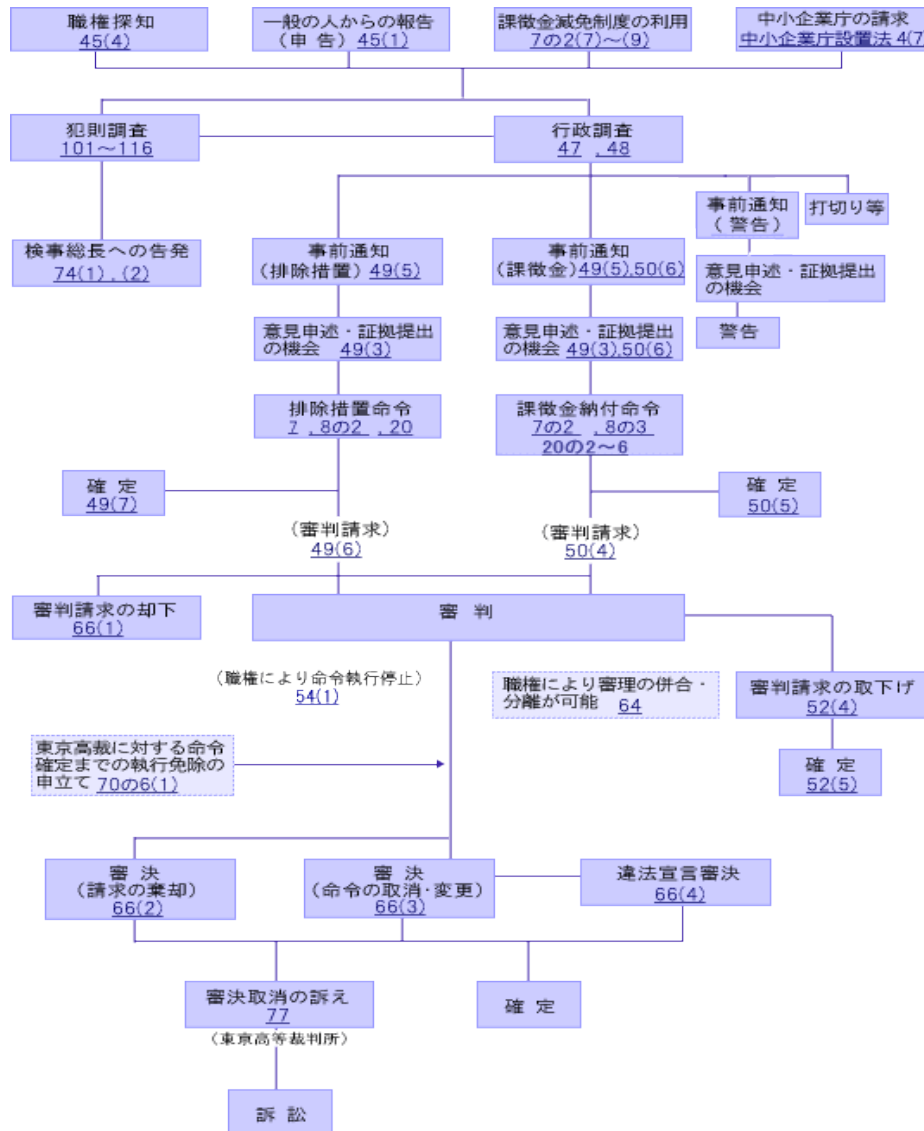 職権探知
45(4)
一般の人からの報告
(申告) 45(1)
課徴金減免制度の利用
7の2(7)～(9)
中小企業庁の請求
中小企業庁設置法 4(7)
犯則調査
101～116
行政調査
47 , 48
検事総長への告発
74(1) , (2)
事前通知
(排除措置) 49(5)
事前通知
(課徴金) 49(5),50(6)
事前通知
(警告)
打切り等
意見申述・証拠提出
の機会
警告
意見申述・証拠提出
の機会 49(3)
意見申述・証拠提出
の機会 49(3),50(6)
排除措置命令
7 , 8の2 , 20
課徴金納付命令
7の2 , 8の3
20の2～6
確定
49(7)
確定
50(5)
(審判請求)
49(6)
(審判請求)
50(4)
審判請求の却下
66(1)
審判
(職権により命令執行停止)
54(1)
職権により審理の併合・
分離が可能 64
審判請求の取下げ
52(4)
東京高裁に対する命令
確定までの執行免除の
申立て 70の6(1)
確定
52(5)
審決
(請求の棄却)
66(2)
審決
(命令の取消・変更)
66(3)
違法宣言審決
66(4)
審決取消の訴え
77
(東京高等裁判所)
確定
訴訟